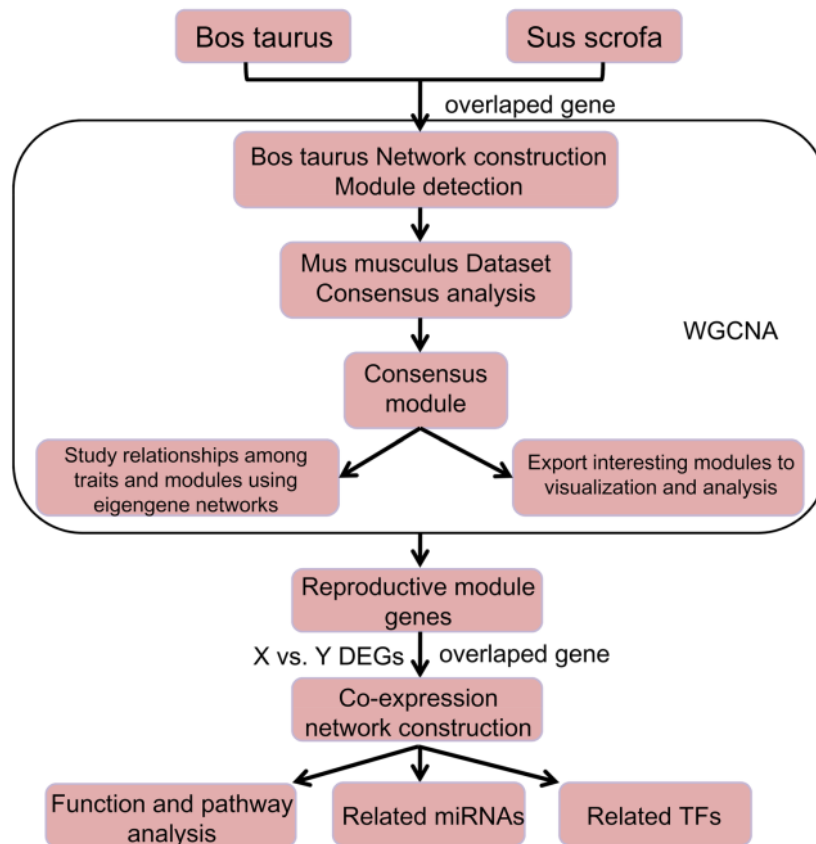 Bos taurus
Sus scrofa
overlaped gene
Bos taurus Network construction
Module detection
Mus musculus Dataset
Consensus analysis
WGCNA
Consensus
module
Study relationships among
traits and modules using
eigengene networks
Export interesting modules to
visualization and analysis
Reproductive module
genes
X vs. Y DEGs
overlaped gene
Co-expression
network construction
Function and pathway
analysis
Related miRNAs
Related TFs